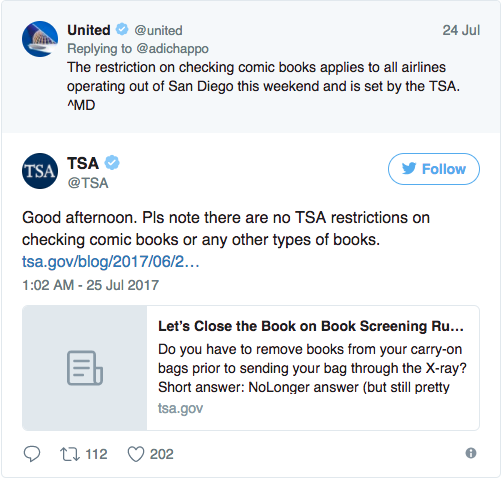 United @united 24 Jul
Replying to @adichappo
The restriction on checking comic books applies to all airlines
operating out of San Diego this weekend and is set by the TSA.
^MD
TSA
TSA Follow
@TSA
Good afternoon. Pls note there are no TSA restrictions on
checking comic books or any other types of books.
tsa.gov/blog/2017/06/2…
1:02 AM - 25 Jul 2017
Let's Close the Book on Book Screening Ru...
Do you have to remove books from your carry-on
bags prior to sending your bag through the X-ray?
Short answer: NoLonger answer (but still pretty
tsa.gov
112 202